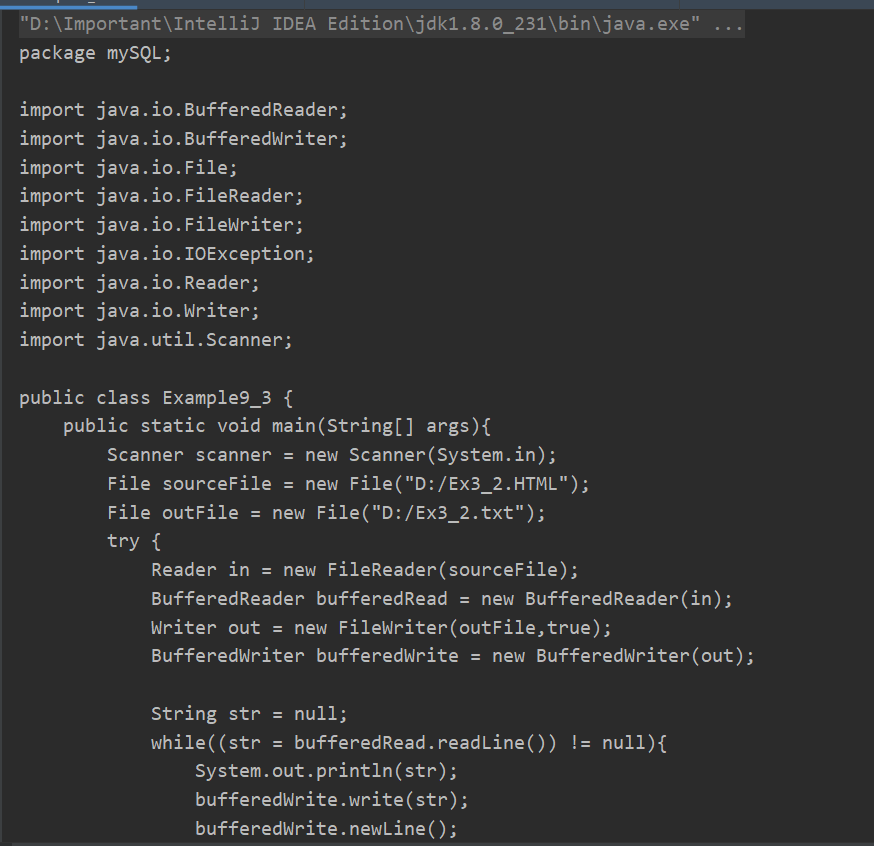 "D:\Important\IntelliJ IDEA Edition\jdk1.8.0_231\bin\java.exe" ...
package mySQL;

import java.io.BufferedReader;
import java.io.BufferedWriter;
import java.io.File;
import java.io.FileReader;
import java.io.FileWriter;
import java.io.IOException;
import java.io.Reader;
import java.io.Writer;
import java.util.Scanner;

public class Example9_3 {
    public static void main(String[] args){
        Scanner scanner = new Scanner(System.in);
        File sourceFile = new File("D:/Ex3_2.HTML");
        File outFile = new File("D:/Ex3_2.txt");
        try {
            Reader in = new FileReader(sourceFile);
            BufferedReader bufferedRead = new BufferedReader(in);
            Writer out = new FileWriter(outFile,true);
            BufferedWriter bufferedWrite = new BufferedWriter(out);

            String str = null;
            while((str = bufferedRead.readLine()) != null){
                System.out.println(str);
                bufferedWrite.write(str);
                bufferedWrite.newLine();